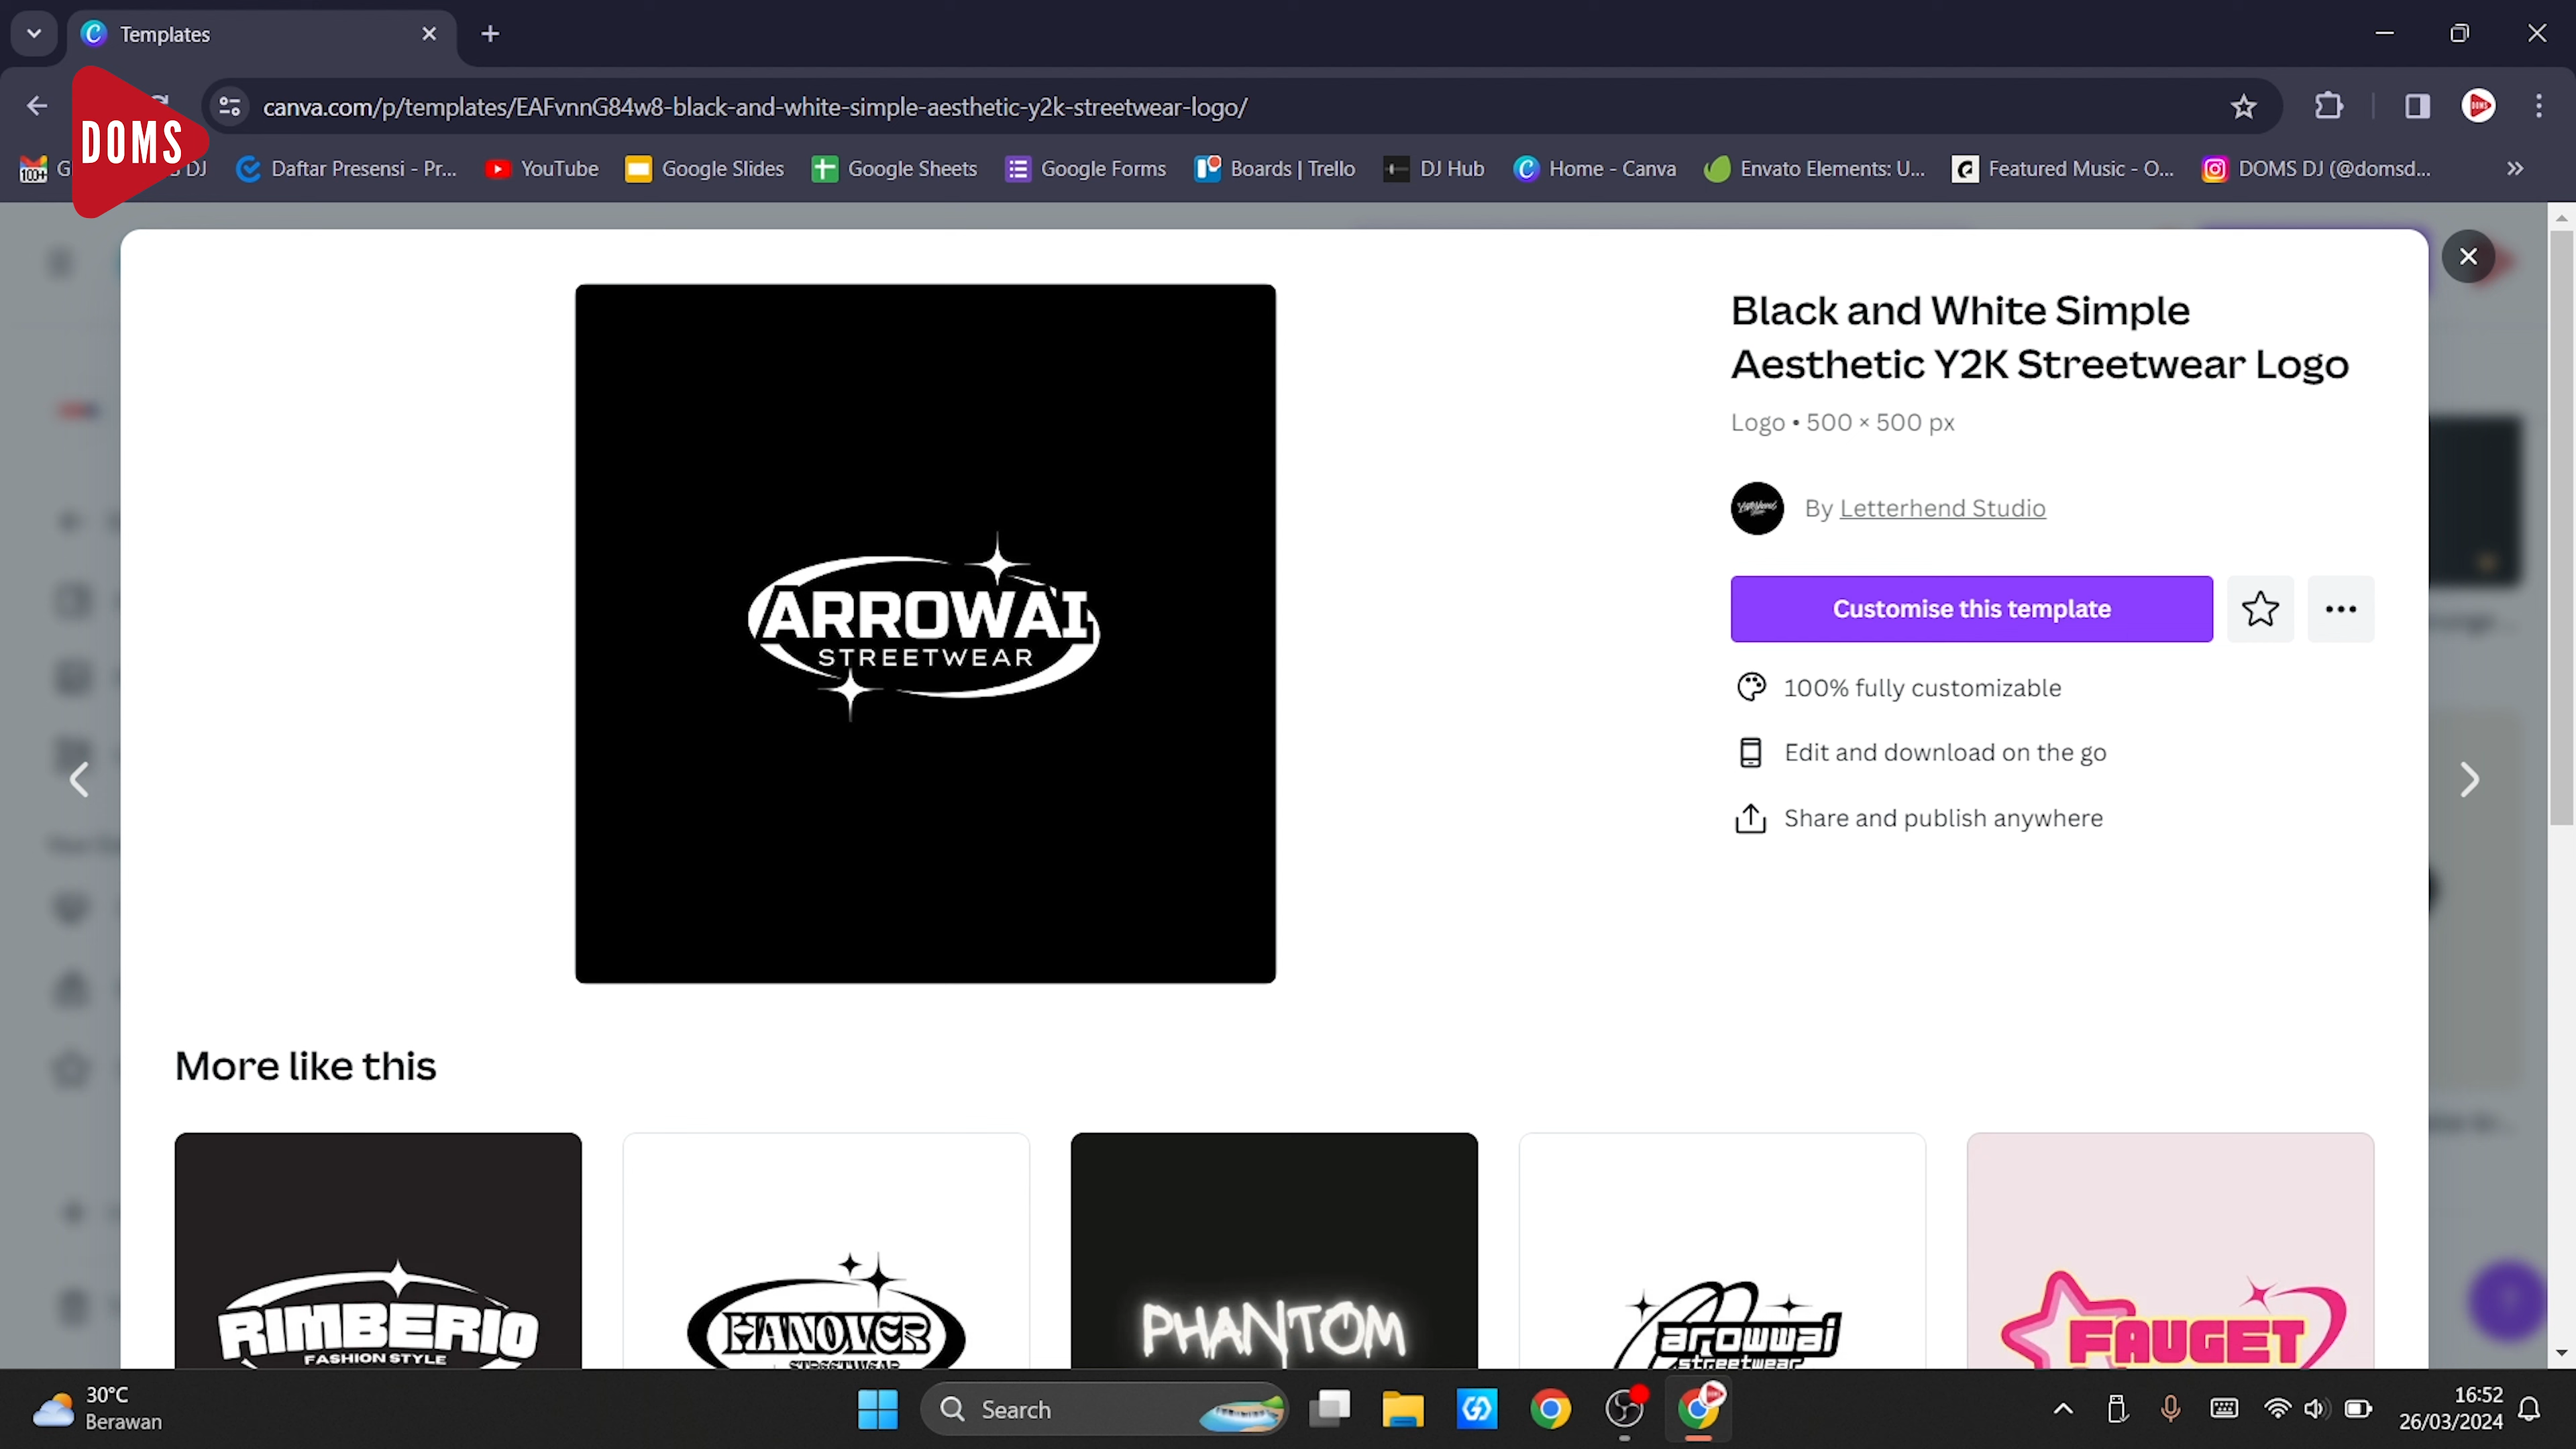 Templates
canva.com/p/templates/EAFvnnG84w8-black-and-white-simple-aesthetic-y2k-streetwear-logo/
DOMS
DJ
Daftar Presensi - Pr...
YouTube
Google Slides
Google Sheets
Google Forms
Boards | Trello
DJ Hub
Home - Canva
Envato Elements: U...
Featured Music - O...
DOMS DJ (@domsd...
Black and White Simple
Aesthetic Y2K Streetwear Logo
Logo • 500 × 500 px
By Letterhend Studio
Customise this template
100% fully customizable
Edit and download on the go
Share and publish anywhere
ARROWAI
STREETWEAR
More like this
RIMBERIO
FASHION STYLE
HANOVER
STREETWEAR
PHANTOM
arowwai
streetwear
FAUGET
30°C
Berawan
Search
16:52
26/03/2024